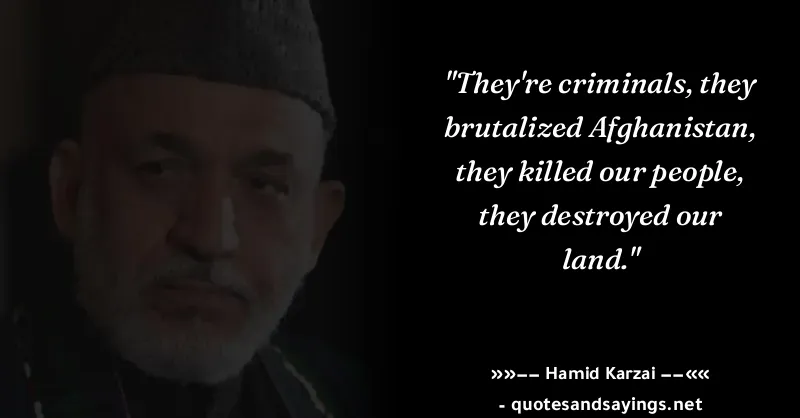 "They're criminals, they
brutalized Afghanistan,
they killed our people,
they destroyed our
land."
»»−− Hamid Karzai −−««
- quotesandsayings.net